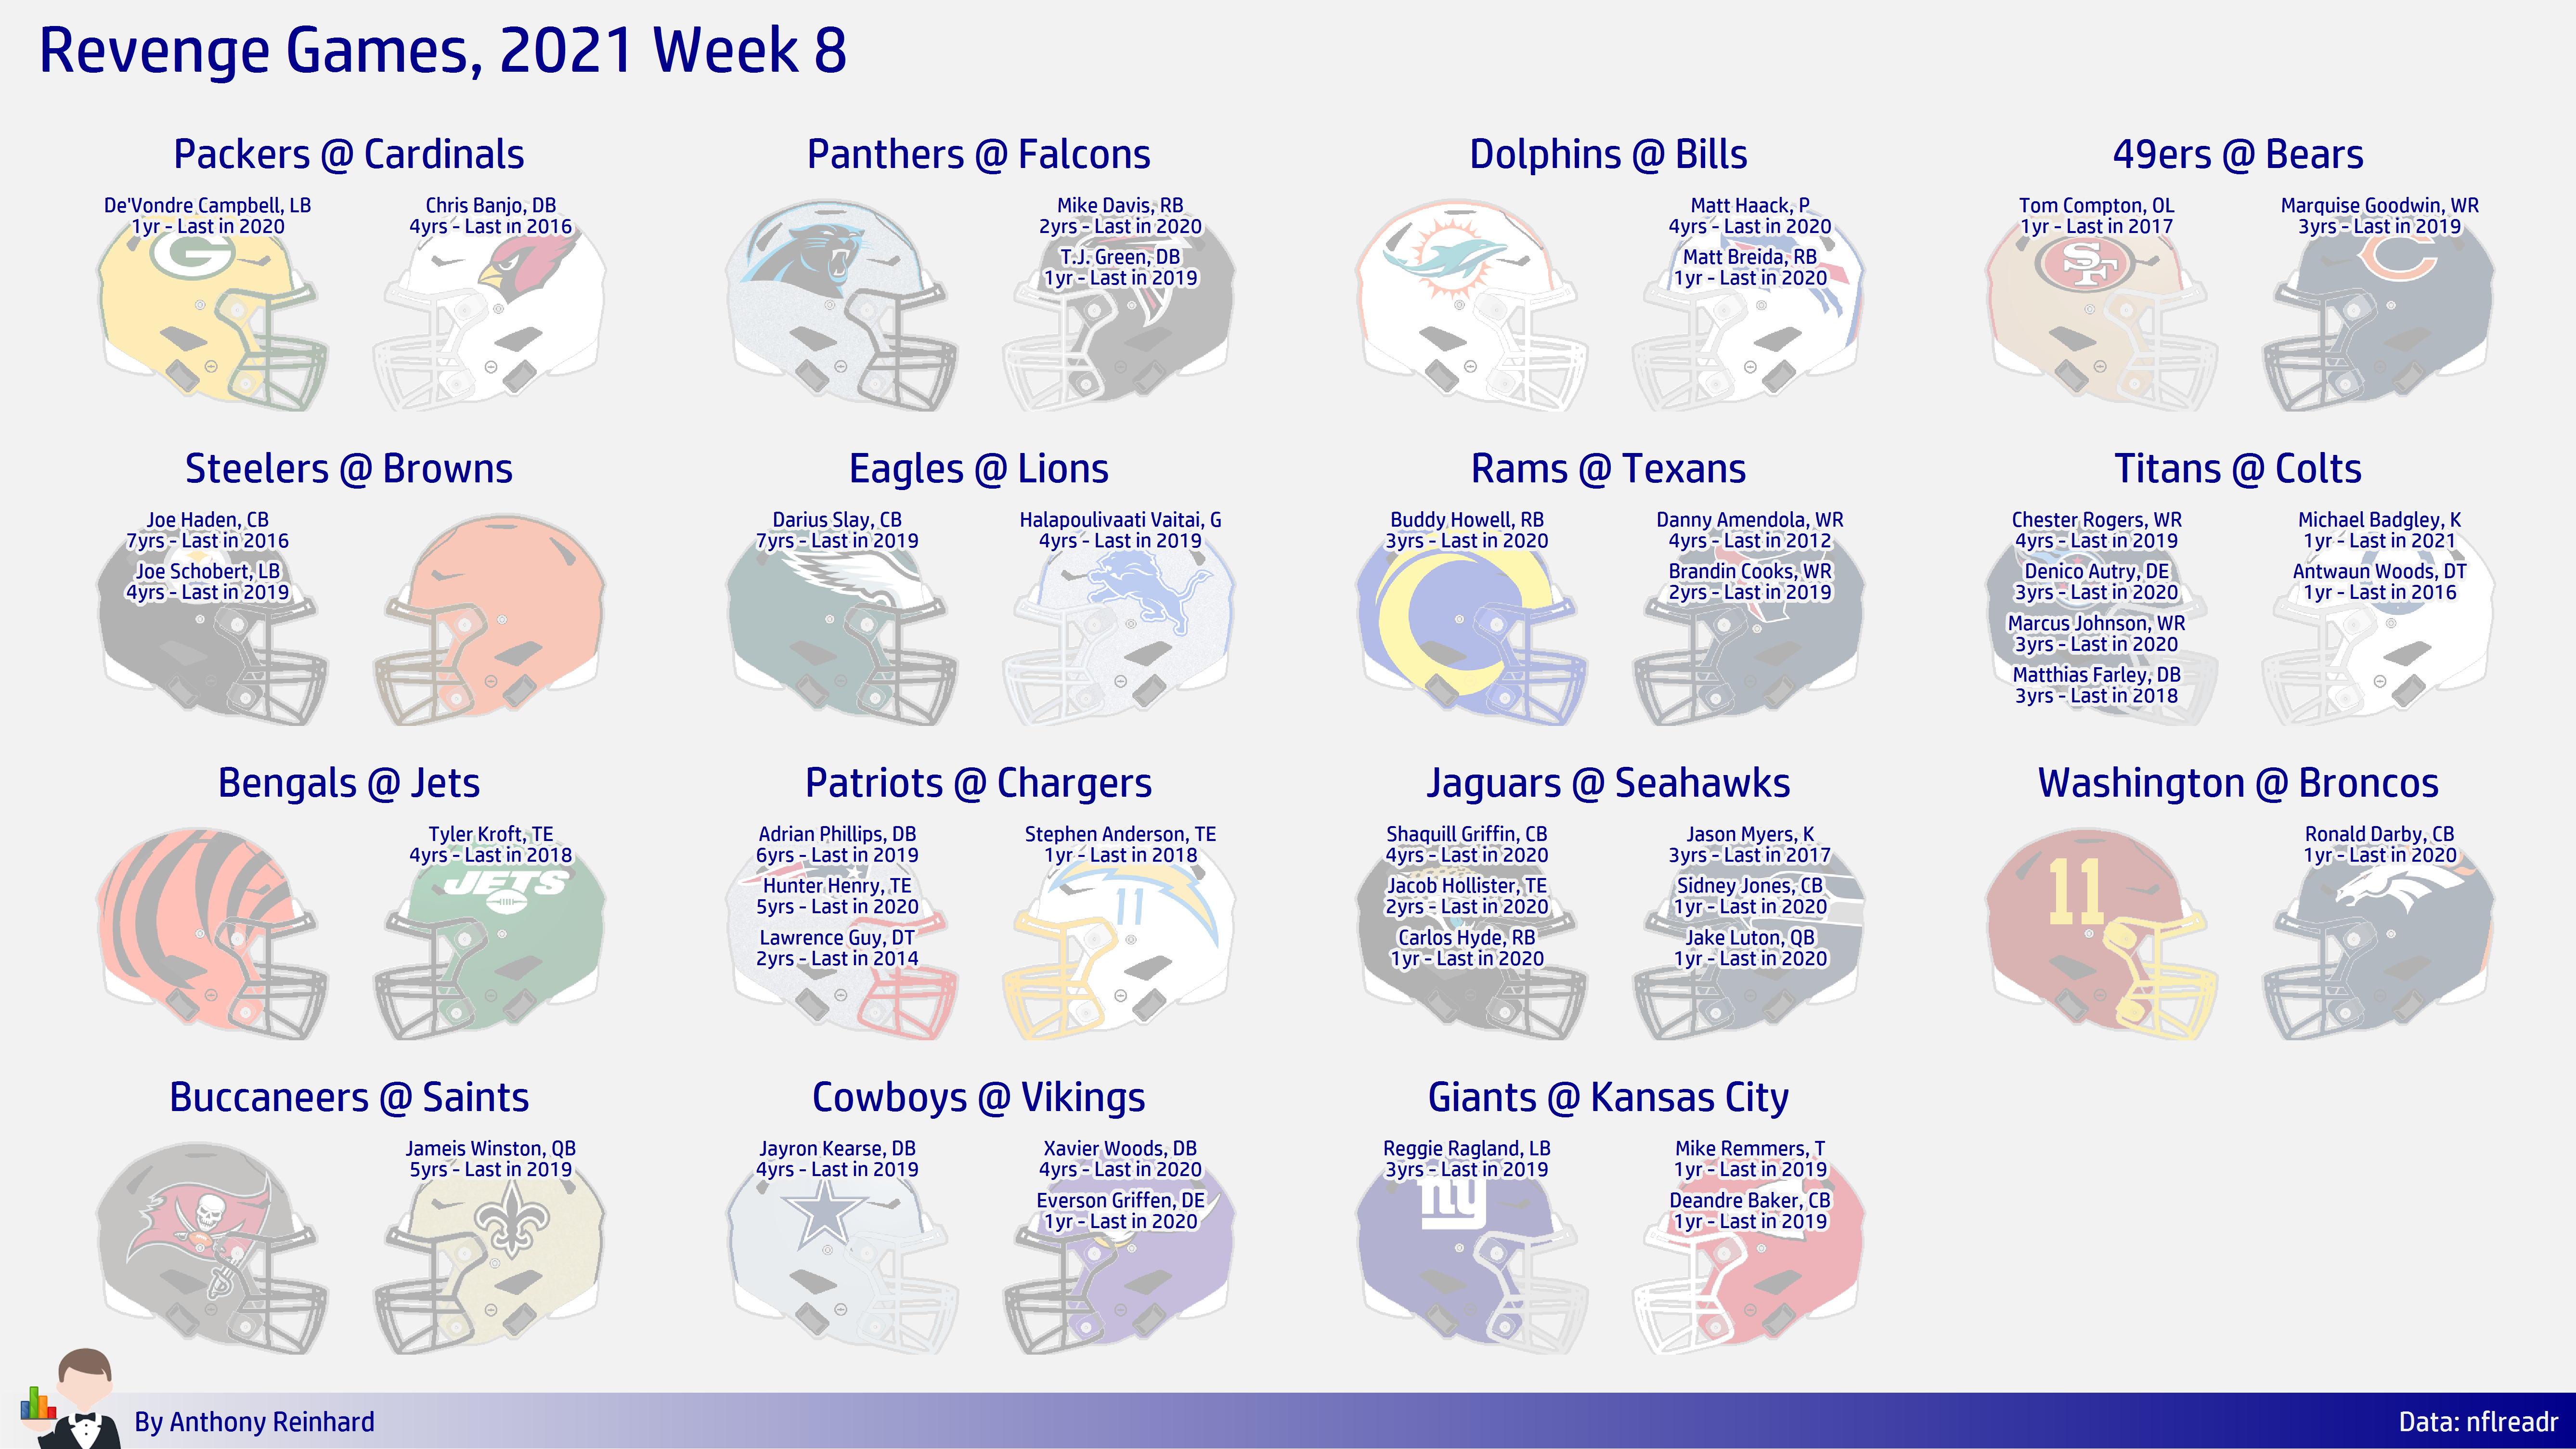 Revenge Games, 2021 Week 8
Packers @ Cardinals
De'Vondre Campbell, LB
1yr - Last in 2020
Chris Banjo, DB
4yrs - Last in 2016
G
Panthers @ Falcons
Mike Davis, RB
2yrs - Last in 2020
T.J. Green, DB
1yr - Last in 2019
Dolphins @ Bills
Matt Haack, P
4yrs - Last in 2020
Matt Breida, RB
1yr - Last in 2020
49ers @ Bears
Tom Compton, OL
1yr - Last in 2017
SF
Marquise Goodwin, WR
3yrs - Last in 2019
C
Steelers @ Browns
Joe Haden, CB
7yrs - Last in 2016
Joe Schobert, LB
4yrs - Last in 2019
Eagles @ Lions
Darius Slay, CB
7yrs - Last in 2019
Halapoulivaati Vaitai, G
4yrs - Last in 2019
Rams @ Texans
Buddy Howell, RB
3yrs - Last in 2020
Danny Amendola, WR
4yrs - Last in 2012
Brandin Cooks, WR
2yrs - Last in 2019
Titans @ Colts
Chester Rogers, WR
4yrs - Last in 2019
Denico Autry, DE
3yrs - Last in 2020
Marcus Johnson, WR
3yrs - Last in 2020
Matthias Farley, DB
3yrs - Last in 2018
Michael Badgley, K
1yr - Last in 2021
Antwaun Woods, DT
1yr - Last in 2016
Bengals @ Jets
Tyler Kroft, TE
4yrs - Last in 2018
JETS
Patriots @ Chargers
Adrian Phillips, DB
6yrs - Last in 2019
Hunter Henry, TE
5yrs - Last in 2020
Lawrence Guy, DT
2yrs - Last in 2014
Stephen Anderson, TE
1yr - Last in 2018
11
Jaguars @ Seahawks
Shaquill Griffin, CB
4yrs - Last in 2020
Jacob Hollister, TE
2yrs - Last in 2020
Carlos Hyde, RB
1yr - Last in 2020
Jason Myers, K
3yrs - Last in 2017
Sidney Jones, CB
1yr - Last in 2020
Jake Luton, QB
1yr - Last in 2020
Washington @ Broncos
11
Ronald Darby, CB
1yr - Last in 2020
Buccaneers @ Saints
Jameis Winston, QB
5yrs - Last in 2019
Cowboys @ Vikings
Jayron Kearse, DB
4yrs - Last in 2019
Xavier Woods, DB
4yrs - Last in 2020
Everson Griffen, DE
1yr - Last in 2020
Giants @ Kansas City
Reggie Ragland, LB
3yrs - Last in 2019
ny
Mike Remmers, T
1yr - Last in 2019
Deandre Baker, CB
1yr - Last in 2019
By Anthony Reinhard
Data: nflreadr